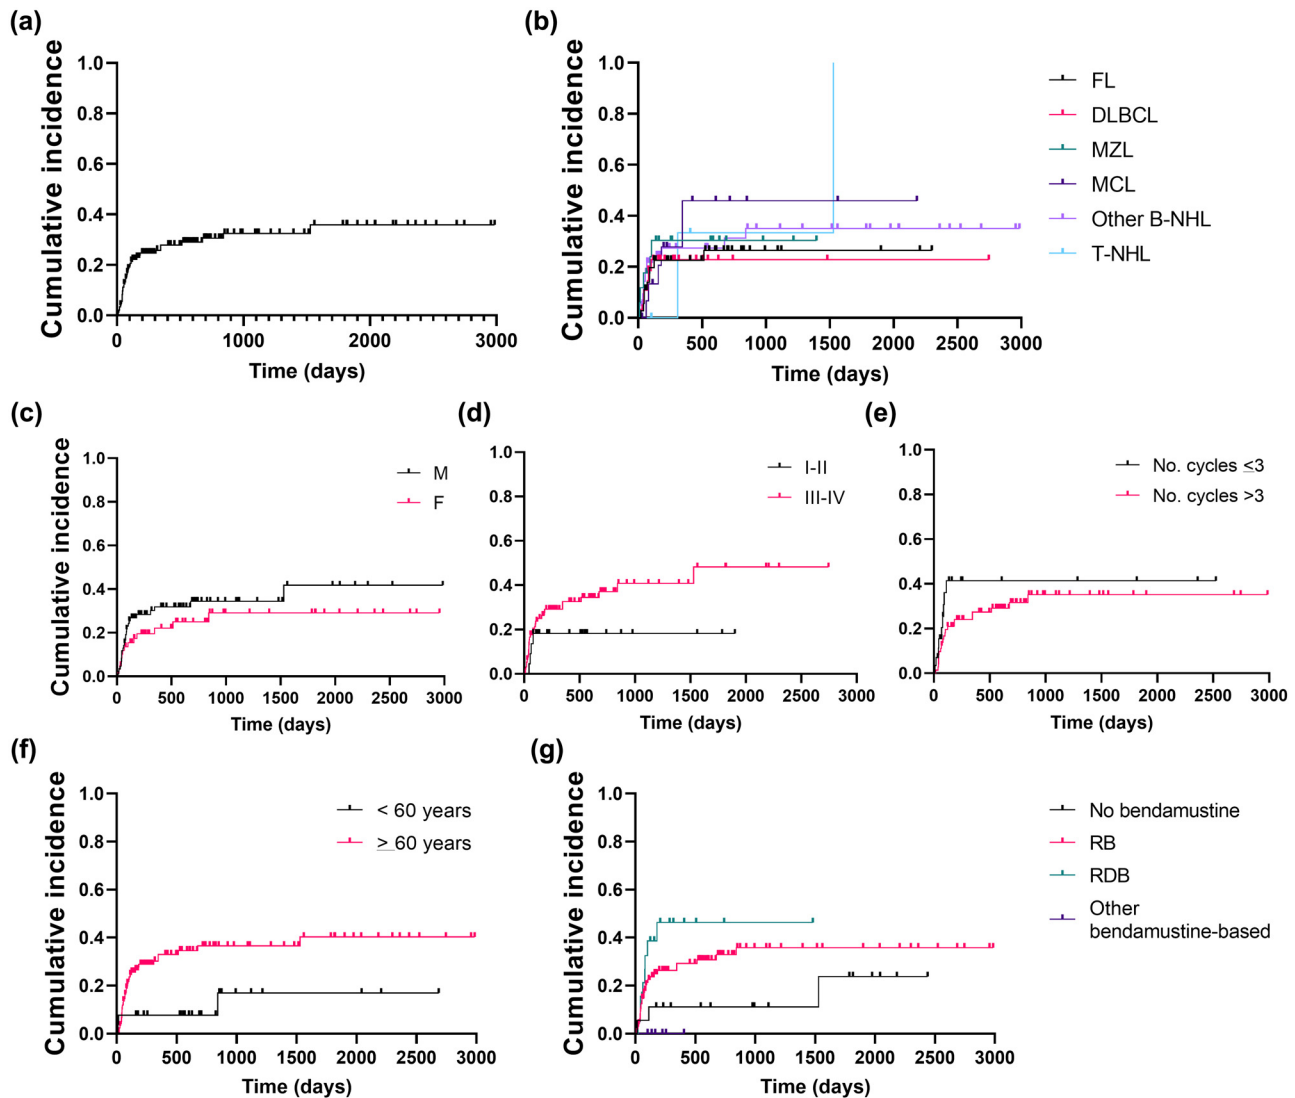 (a)
Cumulative incidence
1.0
0.8
0.6
0.4
0.2
0.0
0
1000
2000
3000
Time (days)
(b)
Cumulative incidence
1.0
0.8
0.6
0.4
0.2
0.0
0
500
1000
1500
2000
2500
3000
Time (days)
FL
DLBCL
MZL
MCL
Other B-NHL
T-NHL
(c)
Cumulative incidence
1.0
0.8
0.6
0.4
0.2
0.0
0
500
1000
1500
2000
2500
3000
Time (days)
M
F
(d)
1.0
0.8
0.6
0.4
0.2
0.0
0
500
1000
1500
2000
2500
3000
Time (days)
I-II
III-IV
(e)
1.0
0.8
0.6
0.4
0.2
0.0
0
500
1000
1500
2000
2500
3000
Time (days)
No. cycles ≤3
No. cycles >3
(f)
Cumulative incidence
1.0
0.8
0.6
0.4
0.2
0.0
0
500
1000
1500
2000
2500
3000
Time (days)
< 60 years
≥ 60 years
(g)
Cumulative incidence
1.0
0.8
0.6
0.4
0.2
0.0
0
500
1000
1500
2000
2500
3000
Time (days)
No bendamustine
RB
RDB
Other
bendamustine-based